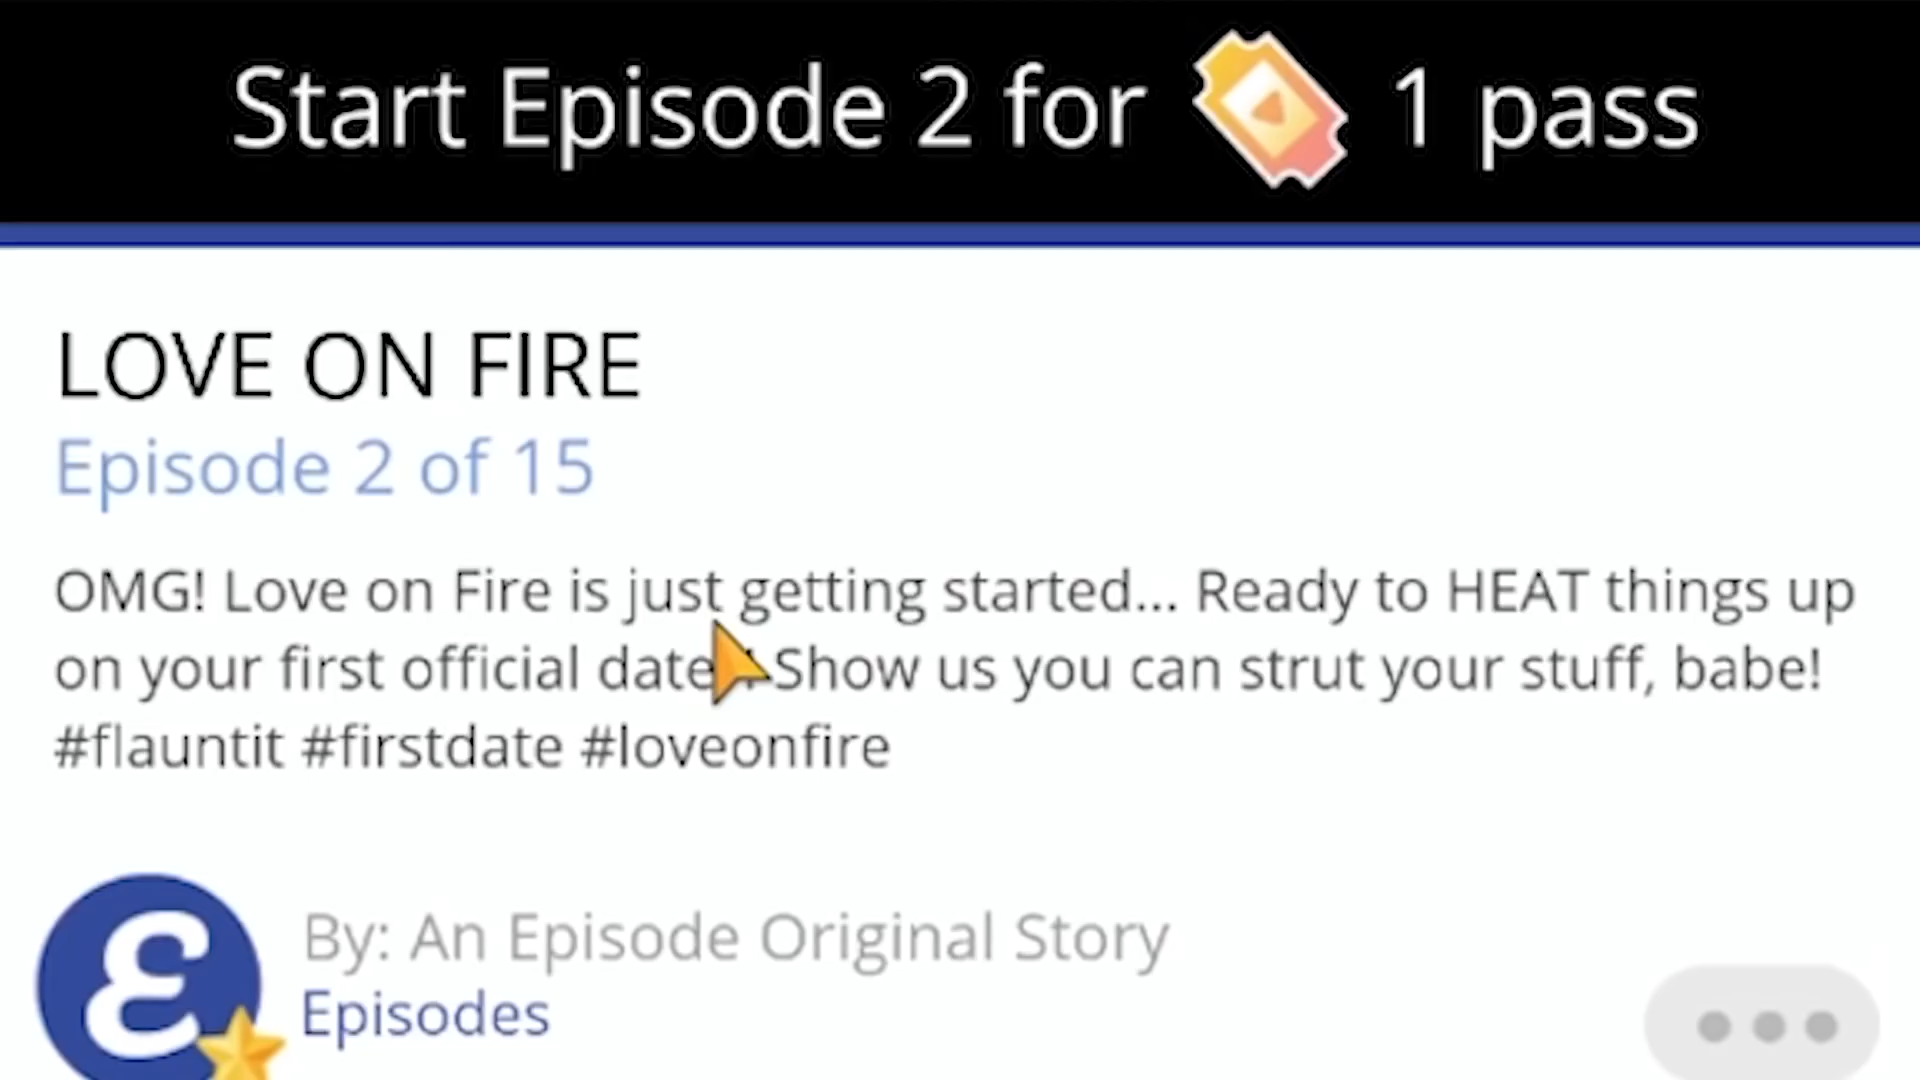 Start Episode 2 for 1 pass
LOVE ON FIRE
Episode 2 of 15
OMG! Love on Fire is just getting started... Ready to HEAT things up
on your first official date Show us you can strut your stuff, babe!
#flauntit #firstdate #loveonfire
By: An Episode Original Story
Episodes